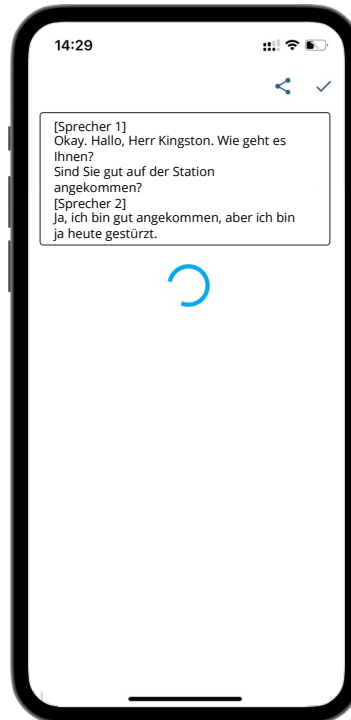 14:29
[Sprecher 1]
Okay. Hallo, Herr Kingston. Wie geht es
Ihnen?
Sind Sie gut auf der Station
angekommen?
[Sprecher 2]
Ja, ich bin gut angekommen, aber ich bin
ja heute gestürzt.